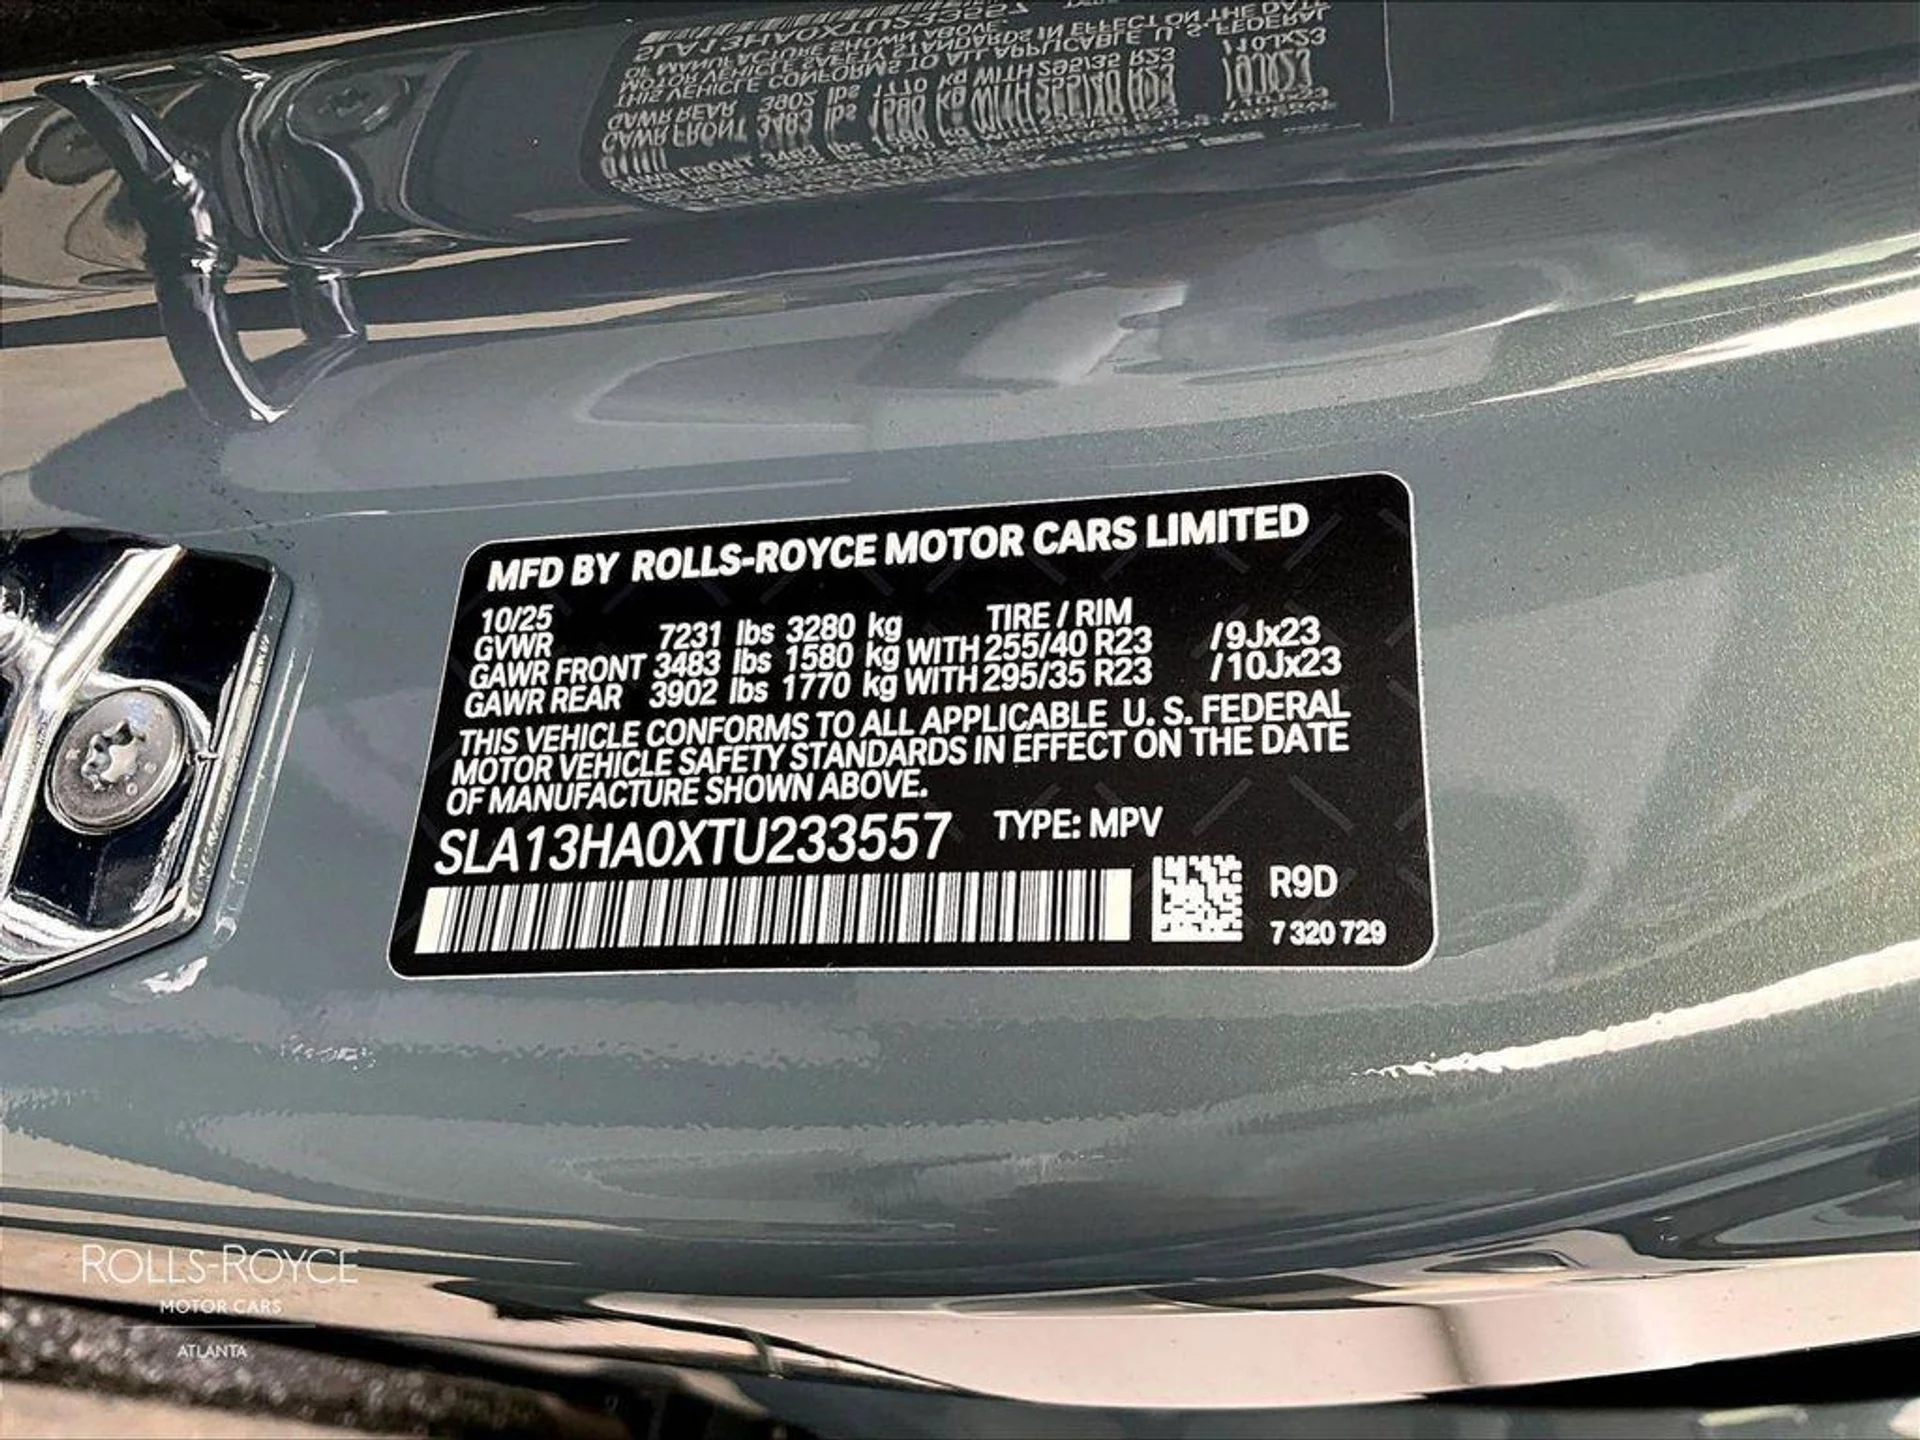 MFD BY ROLLS-ROYCE MOTOR CARS LIMITED
10/25 TIRE / RIM
GVWR 7231 lbs 3280 kg
GAWR FRONT 3483 lbs 1580 kg WITH 255/40 R23 /9Jx23
GAWR REAR 3902 lbs 1770 kg WITH 295/35 R23 /10Jx23
THIS VEHICLE CONFORMS TO ALL APPLICABLE U. S. FEDERAL
MOTOR VEHICLE SAFETY STANDARDS IN EFFECT ON THE DATE
OF MANUFACTURE SHOWN ABOVE.
SLA13HA0XTU233557 TYPE: MPV
R9D
7 320 729
ROLLS-ROYCE
MOTOR CARS
ATLANTA